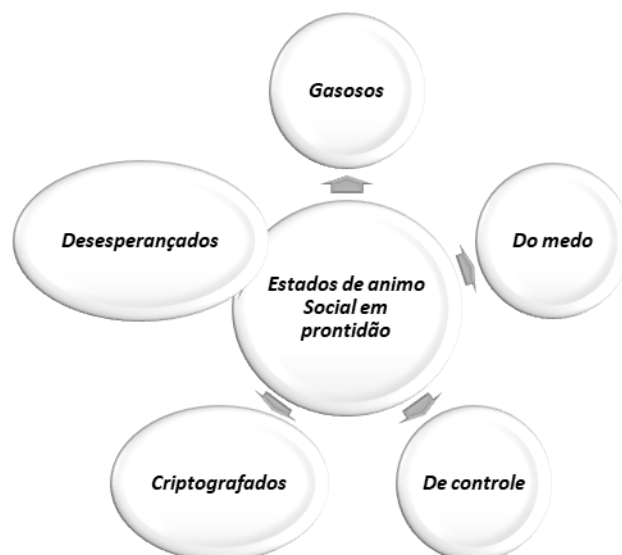 Gasosos
Desesperançados
Do medo
Estados de animo
Social em
prontidão
Criptografados
De controle